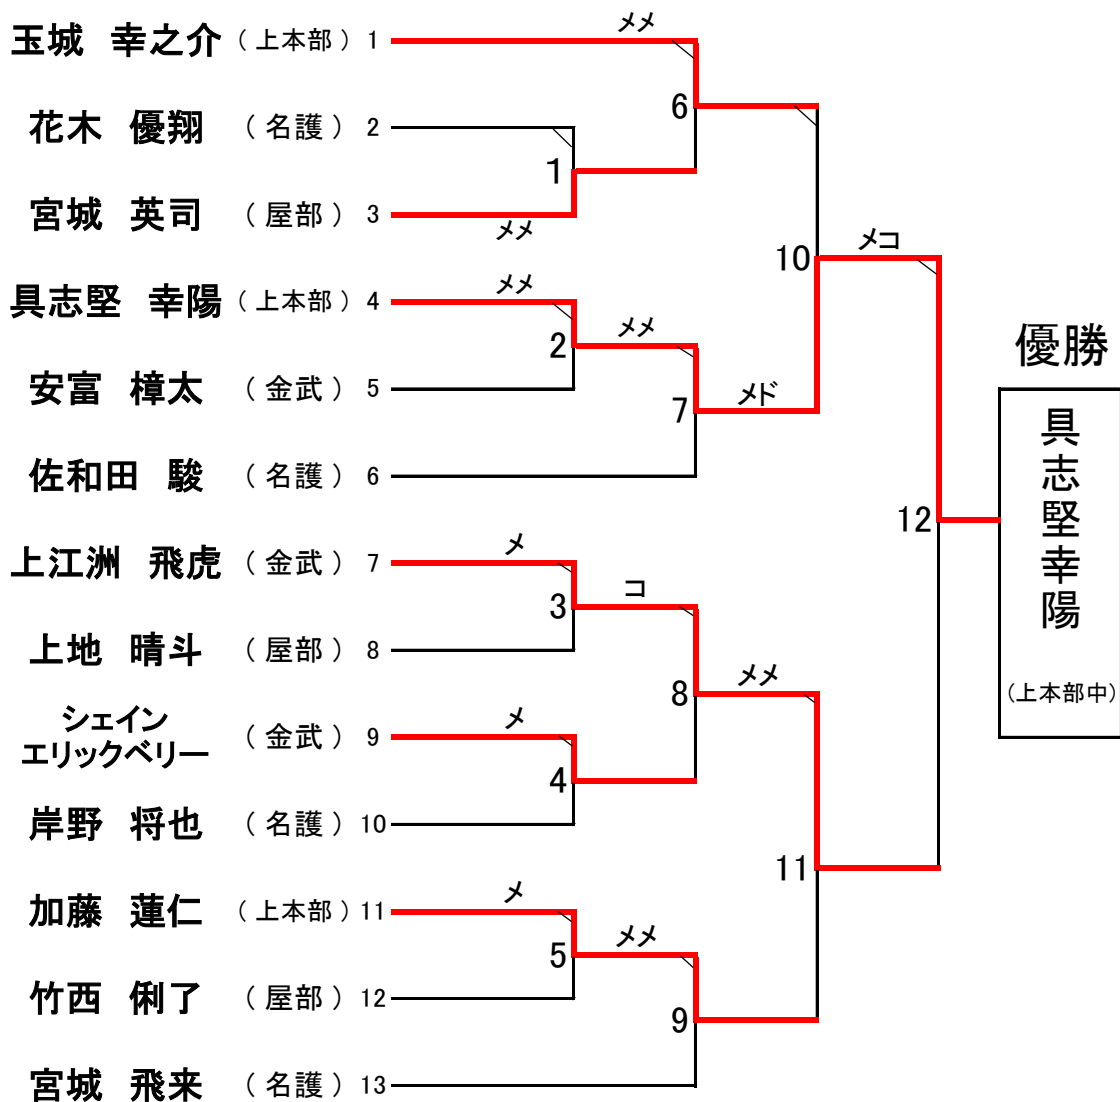 玉城 幸之介 (上本部) 1
花木 優翔 (名護) 2
宮城 英司 (屋部) 3
具志堅 幸陽 (上本部) 4
安富 樟太 (金武) 5
佐和田 駿 (名護) 6
上江洲 飛虎 (金武) 7
上地 晴斗 (屋部) 8
シェイン
エリックベリー (金武) 9
岸野 将也 (名護) 10
加藤 蓮仁 (上本部) 11
竹西 俐了 (屋部) 12
宮城 飛来 (名護) 13
メメ
6
1
メメ
メメ
2
メメ
7
メド
10
メコ
メ
3
コ
8
メメ
メ
4
11
メ
5
メメ
9
12
優勝
具志堅幸陽
(上本部中)